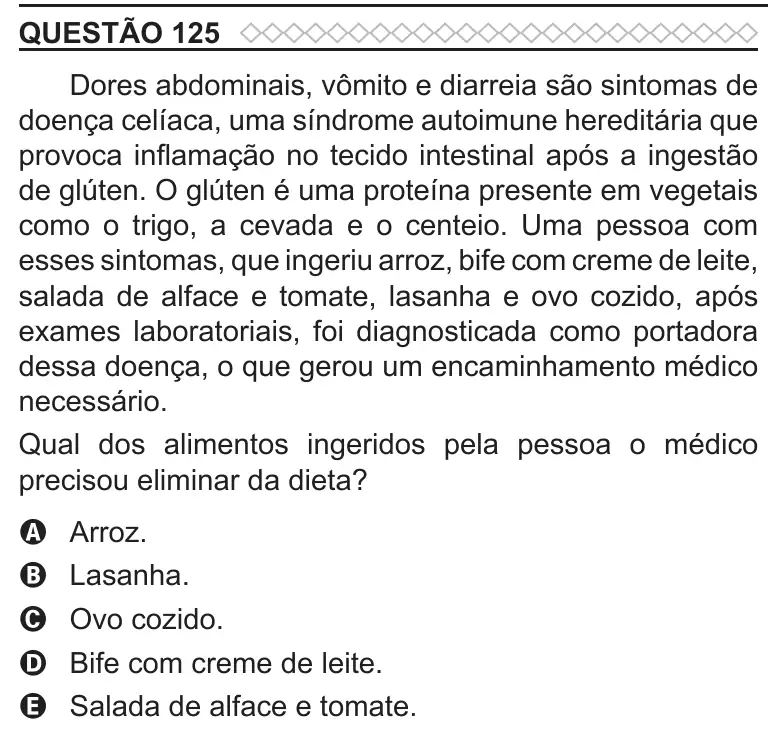 QUESTÃO 125
Dores abdominais, vômito e diarreia são sintomas de
doença celíaca, uma síndrome autoimune hereditária que
provoca inflamação no tecido intestinal após a ingestão
de glúten. O glúten é uma proteína presente em vegetais
como o trigo, a cevada e o centeio. Uma pessoa com
esses sintomas, que ingeriu arroz, bife com creme de leite,
salada de alface e tomate, lasanha e ovo cozido, após
exames laboratoriais, foi diagnosticada como portadora
dessa doença, o que gerou um encaminhamento médico
necessário.
Qual dos alimentos ingeridos pela pessoa o médico
precisou eliminar da dieta?
A Arroz.
B Lasanha.
C Ovo cozido.
D Bife com creme de leite.
E Salada de alface e tomate.